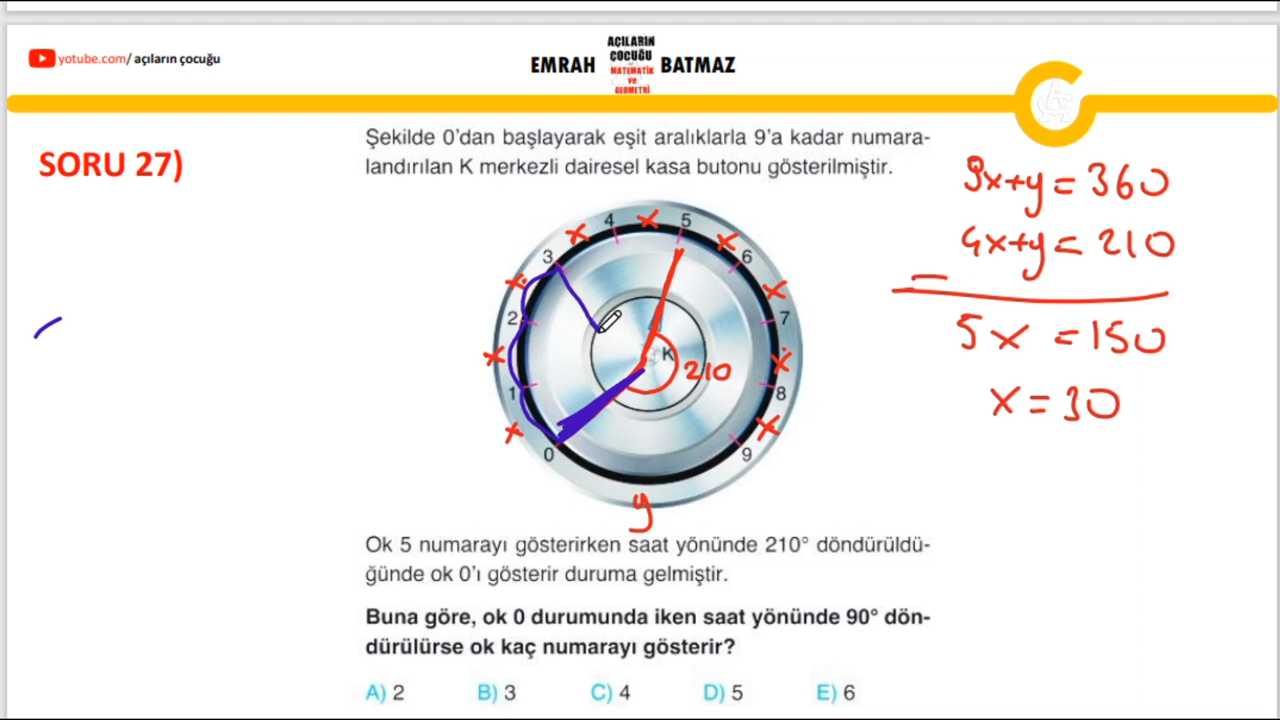 yotube.com/ açıların çocuğu
EMRAH AÇILARIN ÇOCUĞU MATEMATİK ve GEOMETRİ BATMAZ
SORU 27)
Şekilde 0'dan başlayarak eşit aralıklarla 9'a kadar numara-
landırılan K merkezli dairesel kasa butonu gösterilmiştir.
9x+y=360
4x+y=210
5x =150
x=30
4 5
3 6
2 7
K 210
1 8
0 9
y
Ok 5 numarayı gösterirken saat yönünde 210° döndürüldü-
ğünde ok 0'ı gösterir duruma gelmiştir.
Buna göre, ok 0 durumunda iken saat yönünde 90° dön-
dürülürse ok kaç numarayı gösterir?
A) 2 B) 3 C) 4 D) 5 E) 6